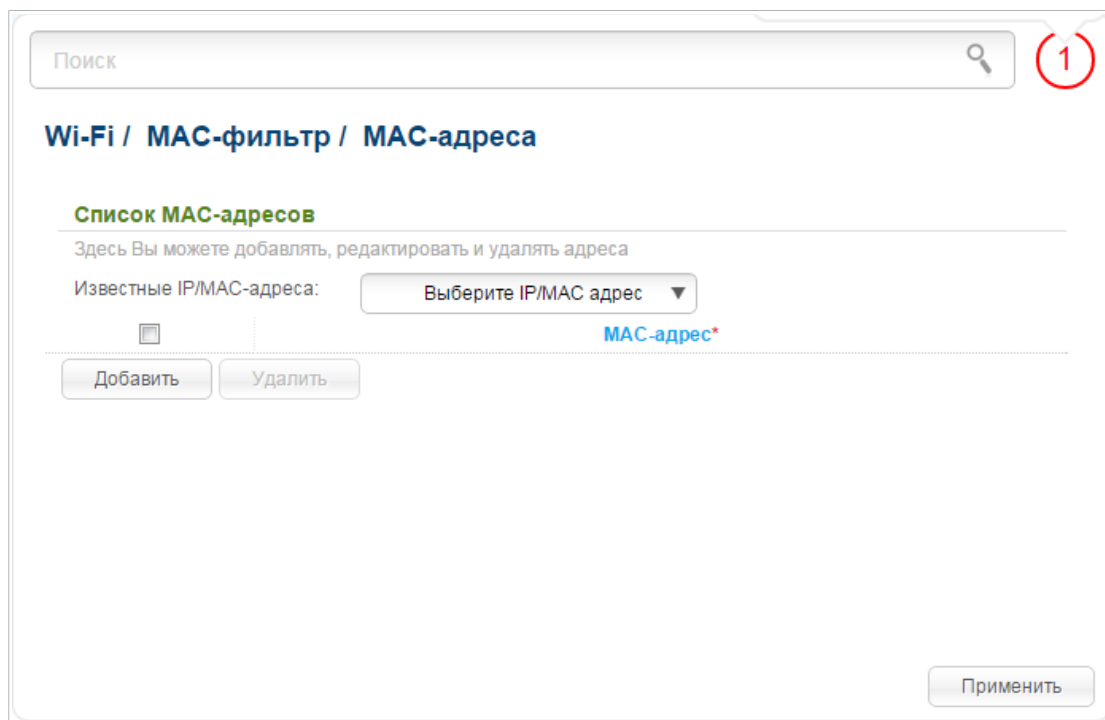 Поиск
1
Wi-Fi / MAC-фильтр / MAC-адреса
Список MAC-адресов
Здесь Вы можете добавлять, редактировать и удалять адреса
Известные IP/MAC-адреса:
Выберите IP/MAC адрес
MAC-адрес*
Добавить
Удалить
Применить